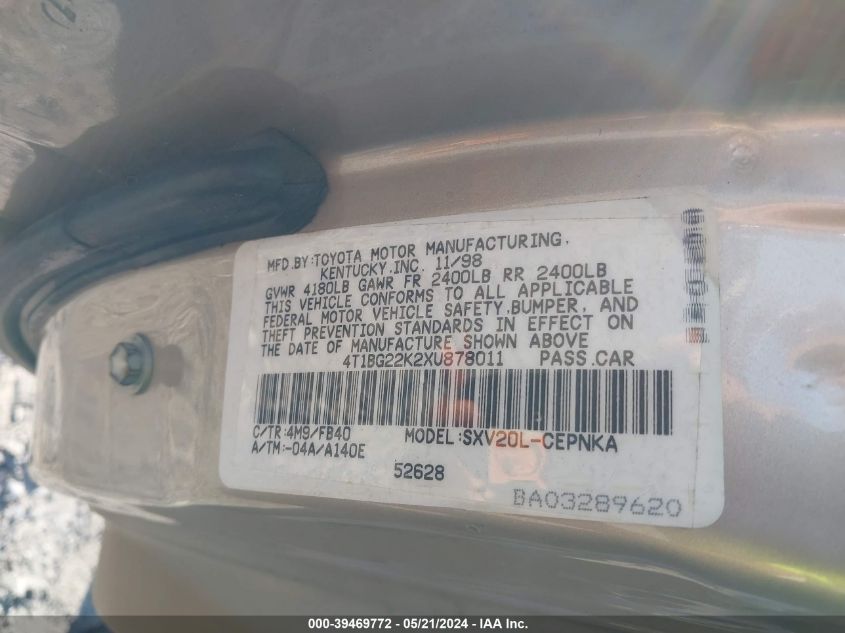 MFD.BY:TOYOTA MOTOR MANUFACTURING,
KENTUCKY,INC. 11/98
GVWR 4180LB GAWR FR 2400LB RR 2400LB
THIS VEHICLE CONFORMS TO ALL APPLICABLE
FEDERAL MOTOR VEHICLE SAFETY,BUMPER, AND
THEFT PREVENTION STANDARDS IN EFFECT ON
THE DATE OF MANUFACTURE SHOWN ABOVE.
4T1BG22K2XU878011 PASS.CAR
C/TR:4M9/FB40 MODEL:SXV20L-CEPNKA
A/TM:-04A/A140E
52628
BA03289620
000-39469772 - 05/21/2024 - IAA Inc.